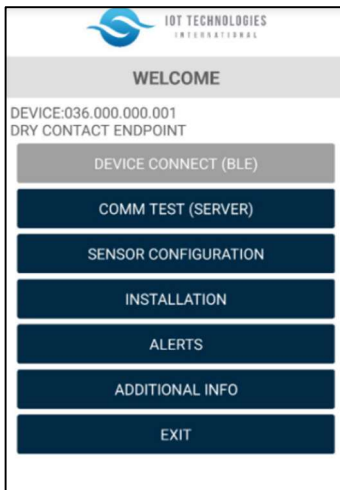 IOT TECHNOLOGIES
INTERNATIONAL
WELCOME
DEVICE:036.000.000.001
DRY CONTACT ENDPOINT
DEVICE CONNECT (BLE)
COMM TEST (SERVER)
SENSOR CONFIGURATION
INSTALLATION
ALERTS
ADDITIONAL INFO
EXIT